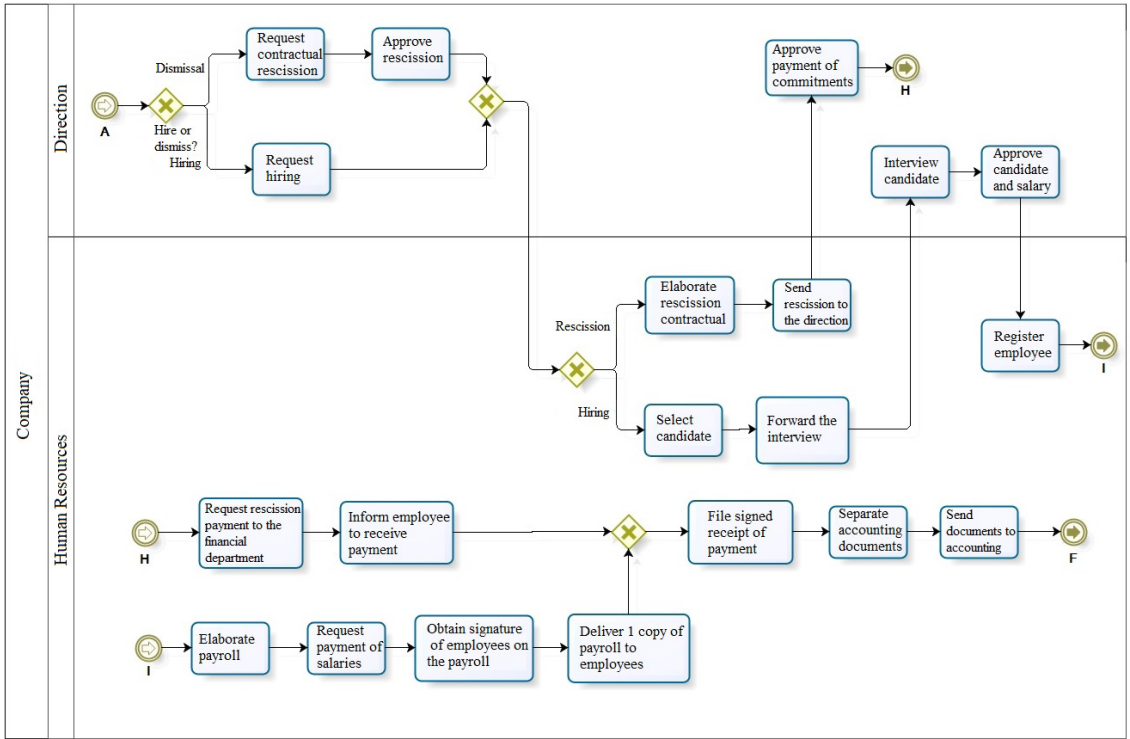 Company
Direction
Human Resources
A
Hire or
dismiss?
Dismissal
Hiring
Request
contractual
rescission
Approve
rescission
Request
hiring
Approve
payment of
commitments
H
Interview
candidate
Approve
candidate
and salary
Rescission
Hiring
Elaborate
rescission
contractual
Send
rescission to
the direction
Select
candidate
Forward the
interview
Register
employee
I
H
Request rescission
payment to the
financial
department
Inform employee
to receive
payment
File signed
receipt of
payment
Separate
accounting
documents
Send
documents to
accounting
F
I
Elaborate
payroll
Request
payment of
salaries
Obtain signature
of employees on
the payroll
Deliver 1 copy of
payroll to
employees